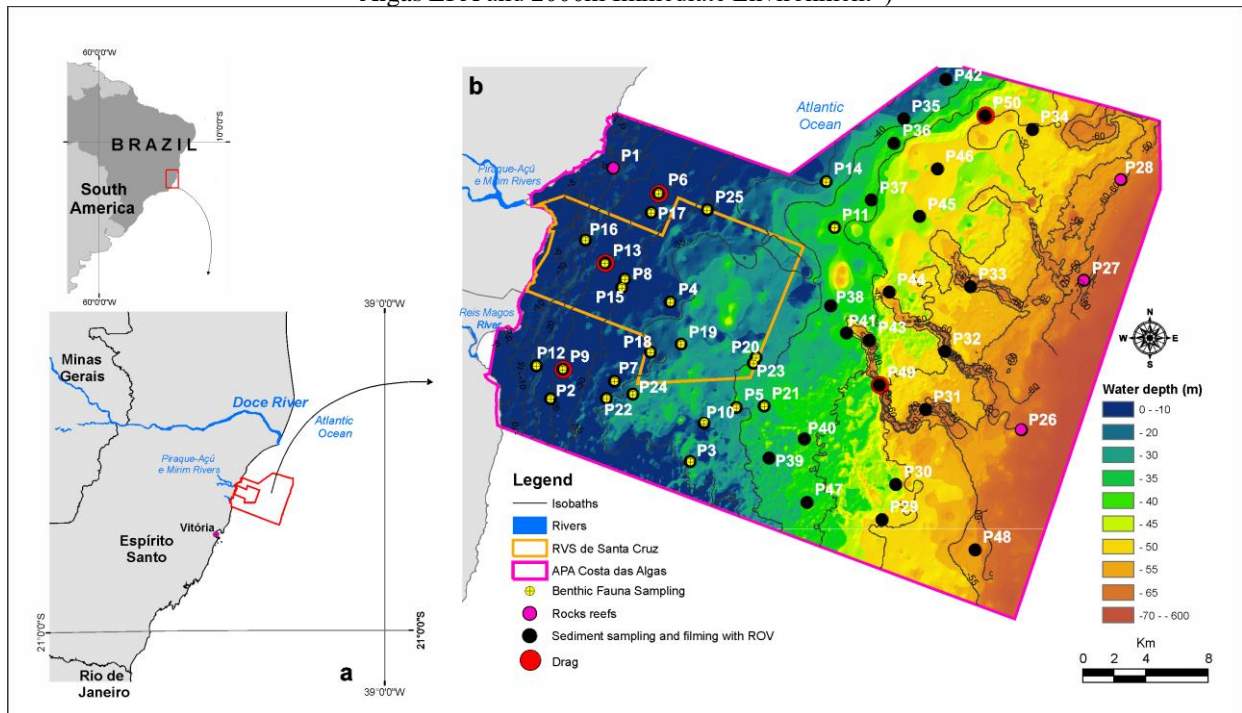 Algas EPA and 2000m Immediate Environment )
60°0'0"W
10°0'0"S
BRAZIL
South
America
60°0'0"W
39°0'0"W
Minas
Gerais
Doce River
Atlantic
Ocean
Piraque-Açú
e Mirim Rivers
Vitória
Espírito
Santo
21°0'0"S
21°0'0"S
Rio de
Janeiro
a
39°0'0"W
b
Atlantic
Ocean
Piraque-Açú
e Mirim Rivers
Reis Magos
River
P42
P35
P50
P34
P36
P1
P46
P28
P14
P6
P37
P25
P17
P45
P11
P16
P13
P33
P27
P8
P44
P15
P4
P38
P41
P43
P19
P32
P18
P20
P12
P9
P23
P7
P49
P2
P24
P31
P22
P5
P21
P10
P26
P40
P3
P39
P30
P47
P29
P48
N
W
E
S
Legend
Isobaths
Rivers
RVS de Santa Cruz
APA Costa das Algas
Benthic Fauna Sampling
Rocks reefs
Sediment sampling and filming with ROV
Drag
Water depth (m)
0 - -10
- 20
- 30
- 35
- 40
- 45
- 50
- 55
- 65
-70 - - 600
Km
0 2 4 8